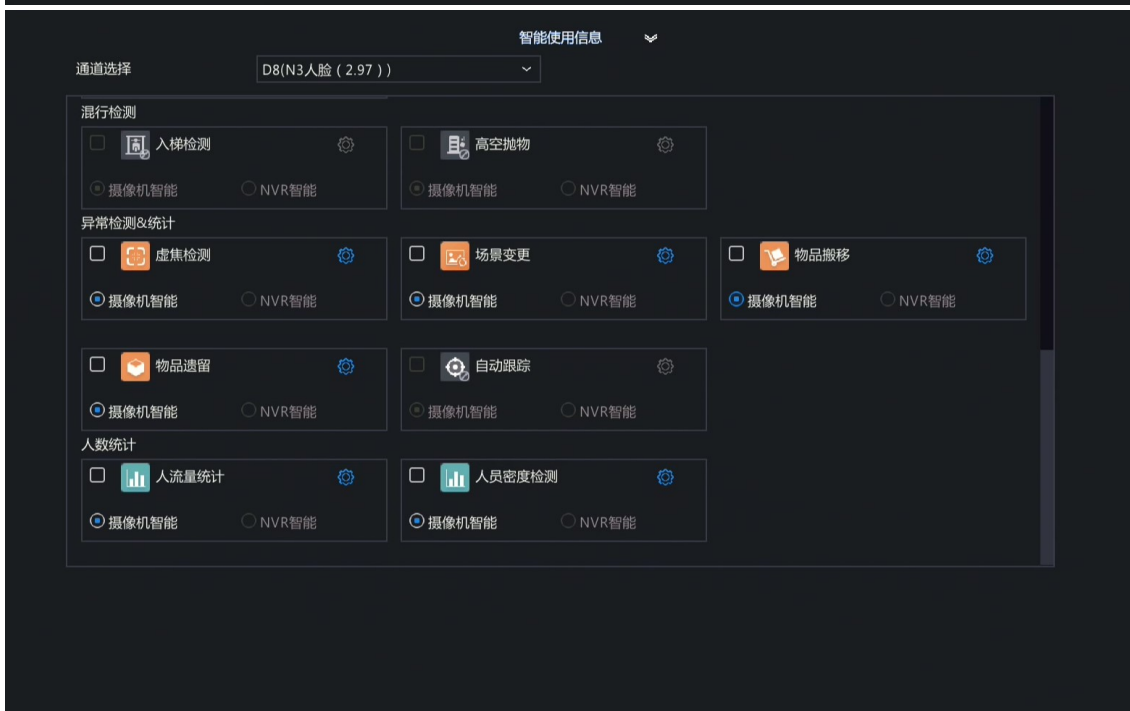 智能使用信息
通道选择 D8(N3人脸（2.97）)
混行检测
入梯检测 高空抛物
摄像机智能 NVR智能 摄像机智能 NVR智能
异常检测&统计
虚焦检测 场景变更 物品搬移
摄像机智能 NVR智能 摄像机智能 NVR智能 摄像机智能 NVR智能
物品遗留 自动跟踪
摄像机智能 NVR智能 摄像机智能 NVR智能
人数统计
人流量统计 人员密度检测
摄像机智能 NVR智能 摄像机智能 NVR智能